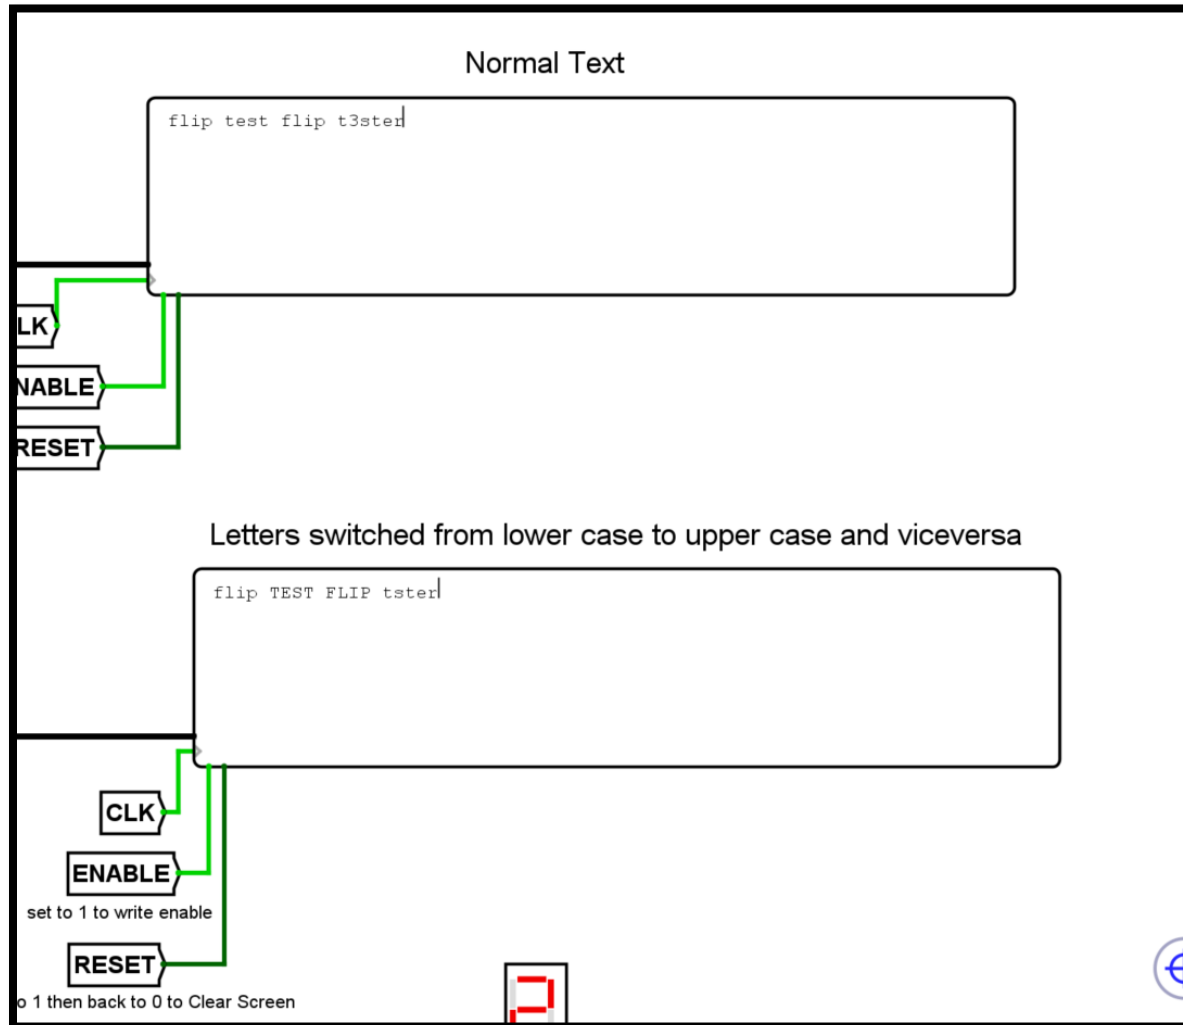 Normal Text
flip test flip t3ster
LK
NABLE
RESET
Letters switched from lower case to upper case and viceversa
flip TEST FLIP tster
CLK
ENABLE
set to 1 to write enable
RESET
o 1 then back to 0 to Clear Screen